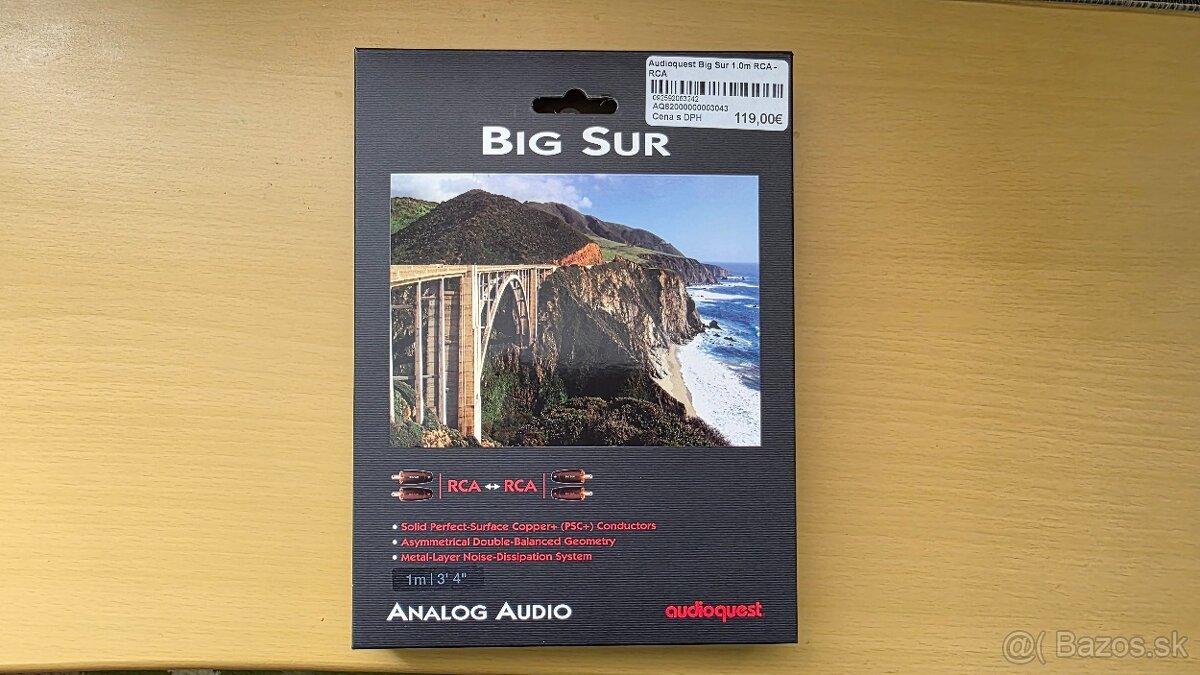 Audioquest Big Sur 1.0m RCA -
RCA
092592063242
AQ62000000003043
Cena s DPH 119,00€
BIG SUR
RCA ↔ RCA
• Solid Perfect-Surface Copper+ (PSC+) Conductors
• Asymmetrical Double-Balanced Geometry
• Metal-Layer Noise-Dissipation System
1m | 3' 4"
ANALOG AUDIO
audioquest
@( Bazos.sk